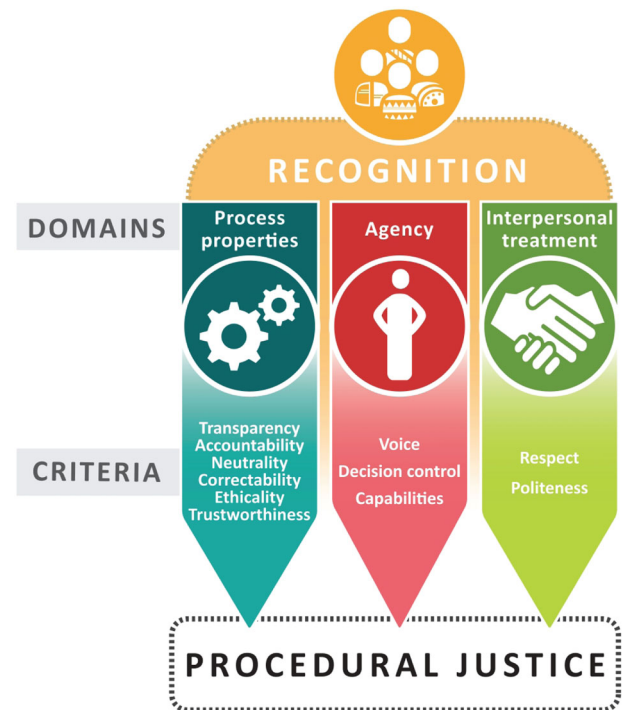 RECOGNITION
DOMAINS
Process
properties
Agency
Interpersonal
treatment
CRITERIA
Transparency
Accountability
Neutrality
Correctability
Ethicality
Trustworthiness
Voice
Decision control
Capabilities
Respect
Politeness
PROCEDURAL JUSTICE